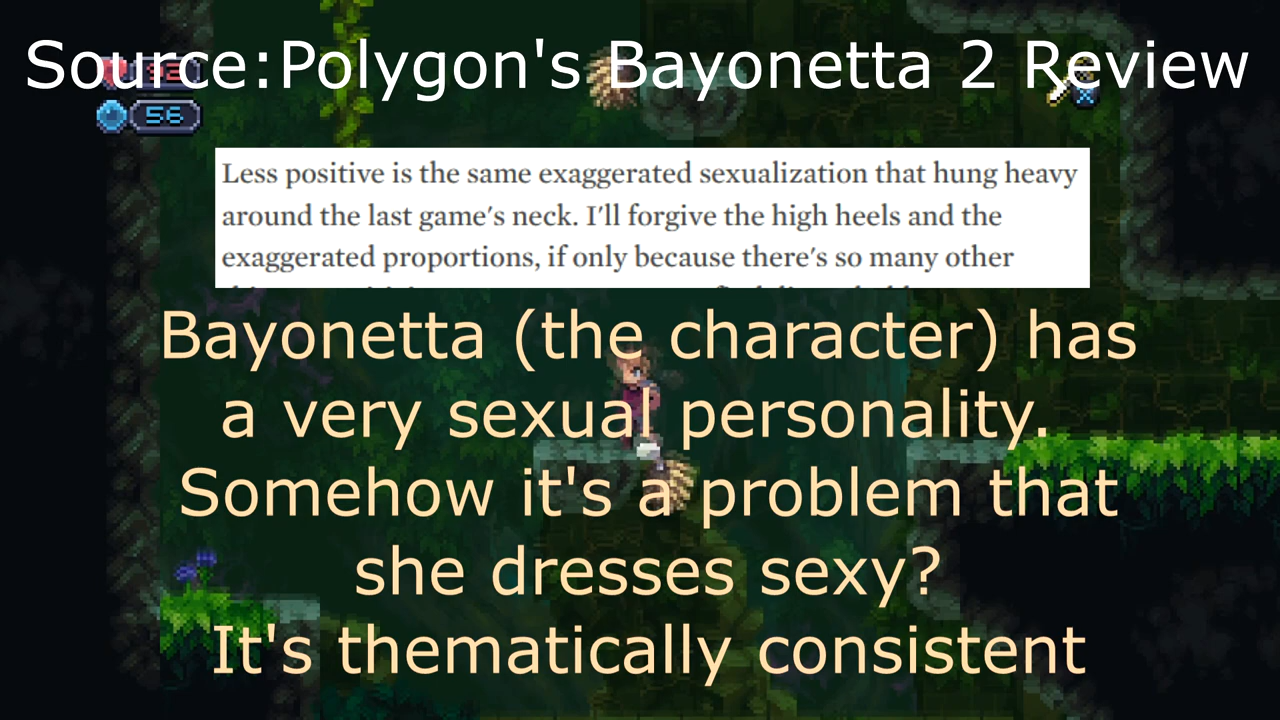 Source:Polygon's Bayonetta 2 Review
56
Less positive is the same exaggerated sexualization that hung heavy
around the last game's neck. I'll forgive the high heels and the
exaggerated proportions, if only because there's so many other
Bayonetta (the character) has
a very sexual personality.
Somehow it's a problem that
she dresses sexy?
It's thematically consistent